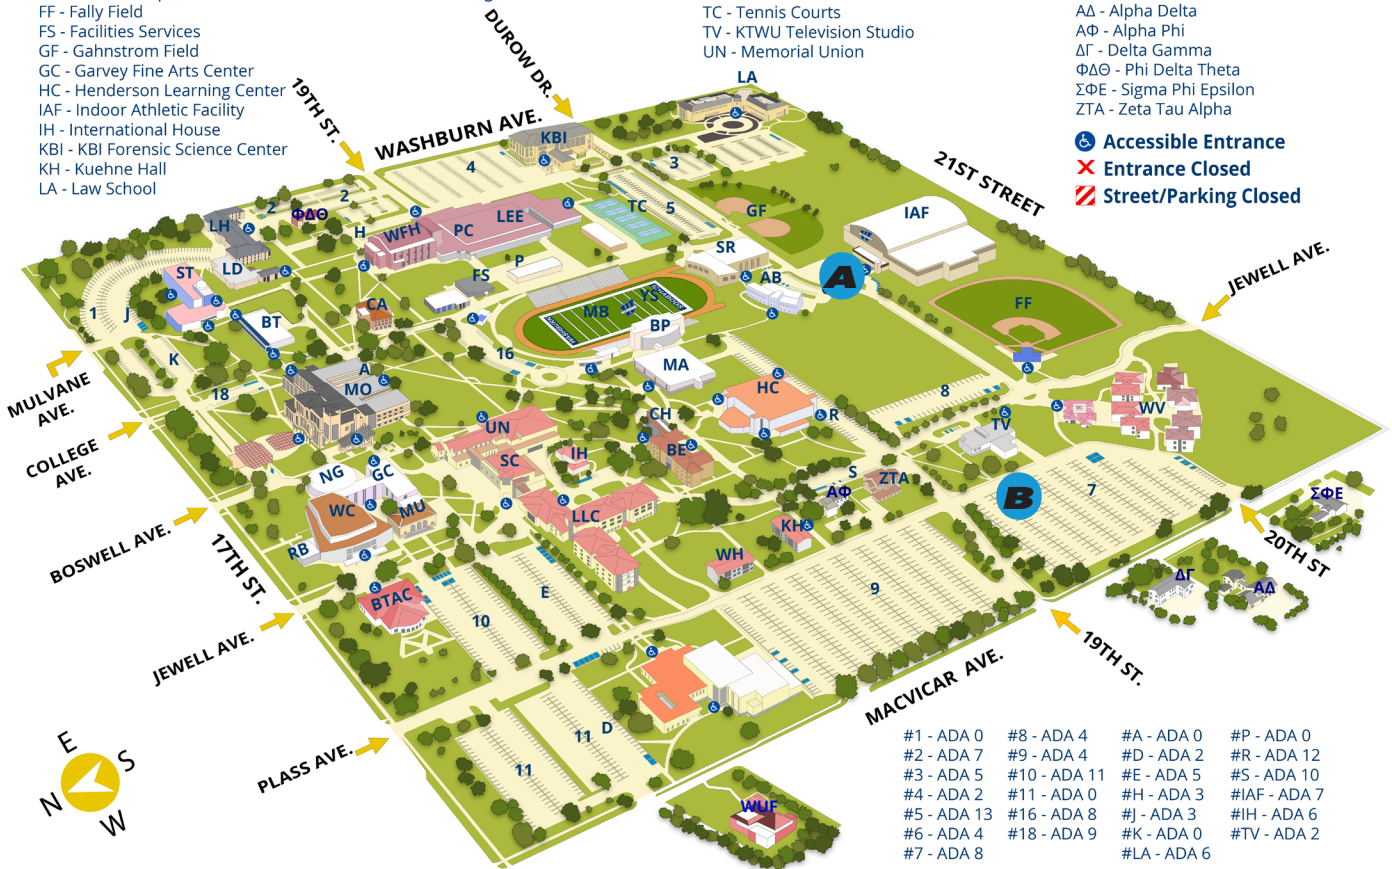 FF - Fally Field
FS - Facilities Services
GF - Gahnstrom Field
GC - Garvey Fine Arts Center
HC - Henderson Learning Center
IAF - Indoor Athletic Facility
IH - International House
KBI - KBI Forensic Science Center
KH - Kuehne Hall
LA - Law School
TC - Tennis Courts
TV - KTWU Television Studio
UN - Memorial Union
ΑΔ - Alpha Delta
ΑΦ - Alpha Phi
ΔΓ - Delta Gamma
ΦΔΘ - Phi Delta Theta
ΣΦΕ - Sigma Phi Epsilon
ΖΤΑ - Zeta Tau Alpha
Accessible Entrance
Entrance Closed
Street/Parking Closed
DUROW DR.
19TH ST.
WASHBURN AVE.
21ST STREET
JEWELL AVE.
LA
KBI
4
3
2
2
ΦΔΘ
LH
H
WFH
PC
LEE
TC
5
GF
IAF
SR
LD
ST
FS
P
AB
A
1
J
BT
CA
MB
YS
BP
FF
K
16
MA
18
A
MO
HC
R
8
WV
TV
MULVANE
AVE.
COLLEGE
AVE.
UN
CH
BE
SC
IH
NG
GC
WC
MU
LLC
S
ΑΦ
ZTA
B
7
ΣΦΕ
BOSWELL AVE.
17TH ST.
RB
KH
WH
20TH ST
ΔΓ
ΑΔ
BTAC
10
E
9
JEWELL AVE.
19TH ST.
MACVICAR AVE.
PLASS AVE.
11
11
D
WUF
E
S
N
W
#1 - ADA 0
#2 - ADA 7
#3 - ADA 5
#4 - ADA 2
#5 - ADA 13
#6 - ADA 4
#7 - ADA 8
#8 - ADA 4
#9 - ADA 4
#10 - ADA 11
#11 - ADA 0
#16 - ADA 8
#18 - ADA 9
#A - ADA 0
#D - ADA 2
#E - ADA 5
#H - ADA 3
#J - ADA 3
#K - ADA 0
#LA - ADA 6
#P - ADA 0
#R - ADA 12
#S - ADA 10
#IAF - ADA 7
#IH - ADA 6
#TV - ADA 2